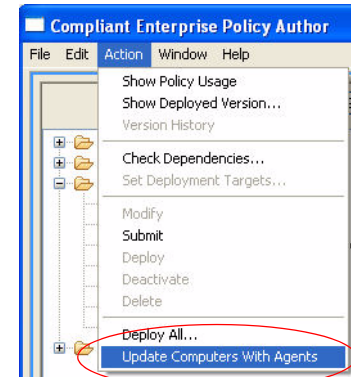 Compliant Enterprise Policy Author
File Edit Action Window Help
Show Policy Usage
Show Deployed Version...
Version History
Check Dependencies...
Set Deployment Targets...
Modify
Submit
Deploy
Deactivate
Delete
Deploy All...
Update Computers With Agents